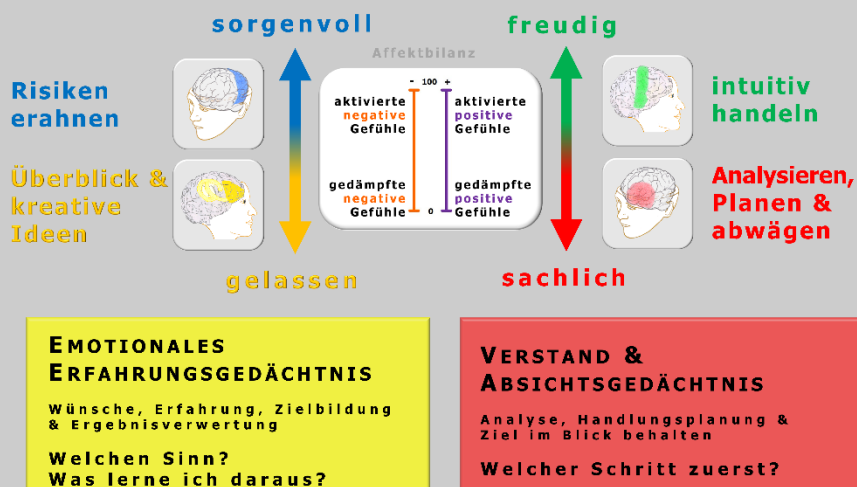 sorgenvoll
freudig
Affektbilanz
Risiken
erahnen
- 100 +
aktivierte
negative
Gefühle
aktivierte
positive
Gefühle
intuitiv
handeln
Überblick &
kreative
Ideen
gedämpfte
negative
Gefühle
gedämpfte
positive
Gefühle
0
Analysieren,
Planen &
abwägen
gelassen
sachlich
EMOTIONALES
ERFAHRUNGSGEDÄCHTNIS
Wünsche, Erfahrung, Zielbildung
& Ergebnisverwertung
Welchen Sinn?
Was lerne ich daraus?
VERSTAND &
ABSICHTSGEDÄCHTNIS
Analyse, Handlungsplanung &
Ziel im Blick behalten
Welcher Schritt zuerst?